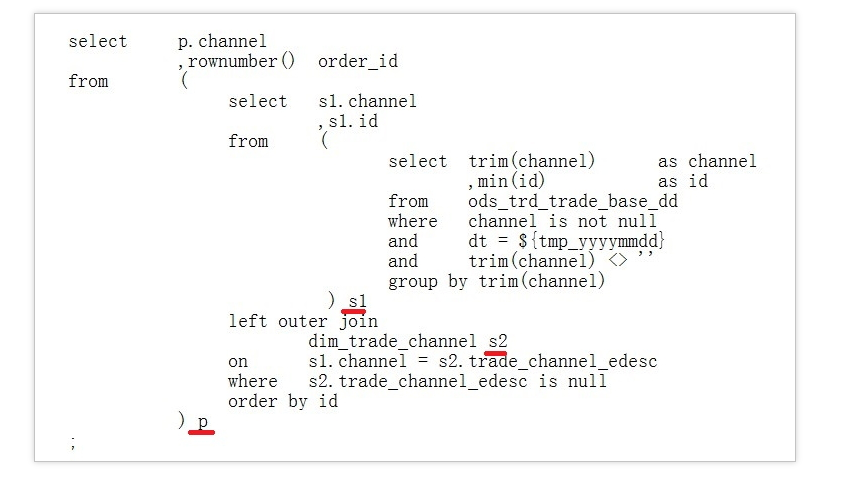 select p.channel
,rownumber() order_id
from (
select s1.channel
,s1.id
from (
select trim(channel) as channel
,min(id) as id
from ods_trd_trade_base_dd
where channel is not null
and dt = ${tmp_yyyymmdd}
and trim(channel) <> ''
group by trim(channel)
) s1
left outer join
dim_trade_channel s2
on s1.channel = s2.trade_channel_edesc
where s2.trade_channel_edesc is null
order by id
) p
;